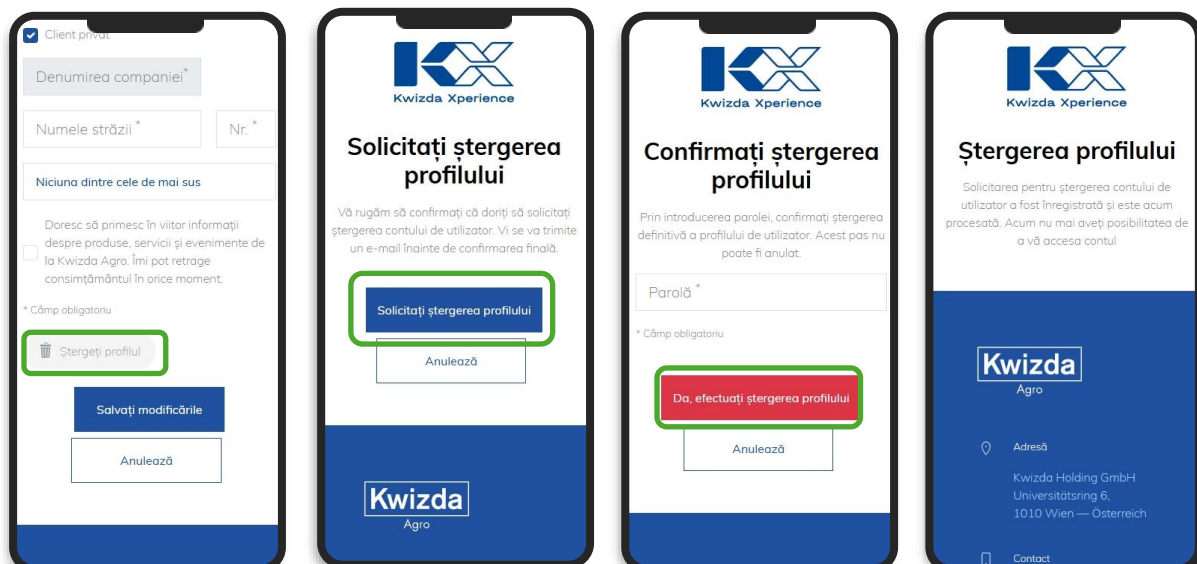 Client privat
Denumirea companiei*
Numele străzii *
Nr. *
Niciuna dintre cele de mai sus
Doresc să primesc în viitor informații
despre produse, servicii și evenimente de
la Kwizda Agro. Îmi pot retrage
consimțământul în orice moment.
* Câmp obligatoriu
Ștergeți profilul
Salvați modificările
Anulează
KX
Kwizda Xperience
Solicitați ștergerea
profilului
Vă rugăm să confirmați că doriți să solicitați
ștergerea contului de utilizator. Vi se va trimite
un e-mail înainte de confirmarea finală.
Solicitați ștergerea profilului
Anulează
Kwizda
Agro
KX
Kwizda Xperience
Confirmați ștergerea
profilului
Prin introducerea parolei, confirmați ștergerea
definitivă a profilului de utilizator. Acest pas nu
poate fi anulat.
Parolă *
* Câmp obligatoriu
Da, efectuați ștergerea profilului
Anulează
KX
Kwizda Xperience
Ștergerea profilului
Solicitarea pentru ștergerea contului de
utilizator a fost înregistrată și este acum
procesată. Acum nu mai aveți posibilitatea de
a vă accesa contul
Kwizda
Agro
Adresă
Kwizda Holding GmbH
Universitätsring 6,
1010 Wien — Österreich
Contact